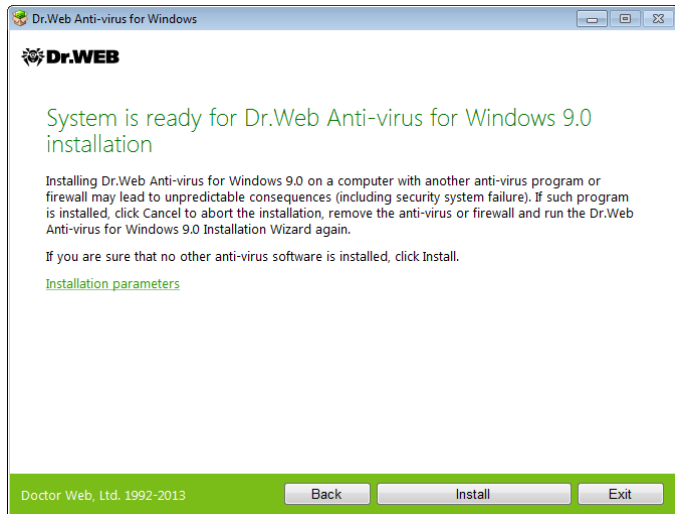 Dr.Web Anti-virus for Windows
Dr.WEB
System is ready for Dr.Web Anti-virus for Windows 9.0
installation
Installing Dr.Web Anti-virus for Windows 9.0 on a computer with another anti-virus program or
firewall may lead to unpredictable consequences (including security system failure). If such program
is installed, click Cancel to abort the installation, remove the anti-virus or firewall and run the Dr.Web
Anti-virus for Windows 9.0 Installation Wizard again.
If you are sure that no other anti-virus software is installed, click Install.
Installation parameters
Doctor Web, Ltd. 1992-2013
Back
Install
Exit